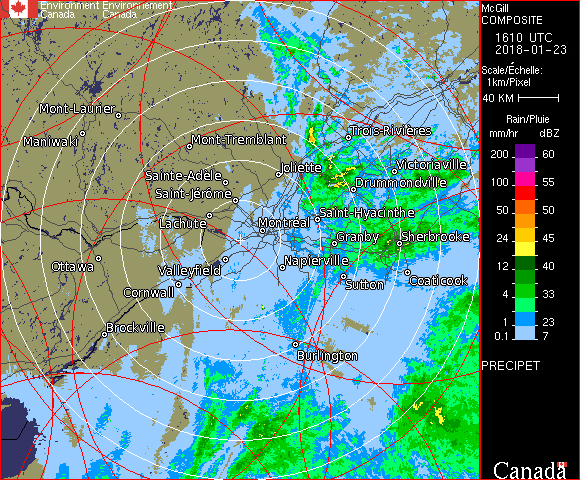 Environment Environnement
Canada Canada
McGill
COMPOSITE
1610 UTC
2018-01-23
Scale/Échelle:
1km/Pixel
40 KM
Rain/Pluie
mm/hr dBZ
200 60
100 55
50 50
24 45
12 40
4 33
1 23
0.1 7
PRECIPET
Mont-Laurier
Maniwaki
Mont-Tremblant
Trois-Rivières
Sainte-Adèle
Joliette
Victoriaville
Saint-Jérôme
Drummondville
Lachute
Montréal
Saint-Hyacinthe
Granby
Sherbrooke
Ottawa
Valleyfield
Napierville
Cornwall
Sutton
Coaticook
Brockville
Burlington
Canada